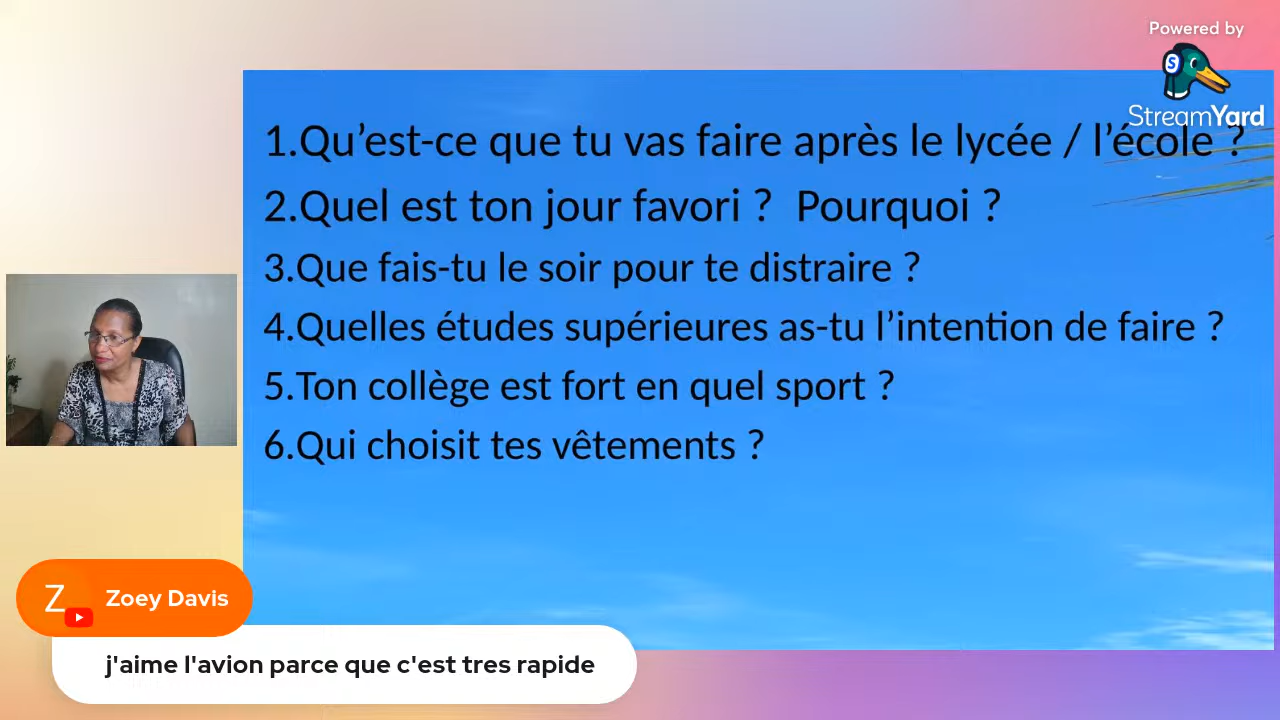 Powered by
StreamYard
1.Qu’est-ce que tu vas faire après le lycée / l’école ?
2.Quel est ton jour favori ?  Pourquoi ?
3.Que fais-tu le soir pour te distraire ?
4.Quelles études supérieures as-tu l’intention de faire ?
5.Ton collège est fort en quel sport ?
6.Qui choisit tes vêtements ?
Z
Zoey Davis
j'aime l'avion parce que c'est tres rapide